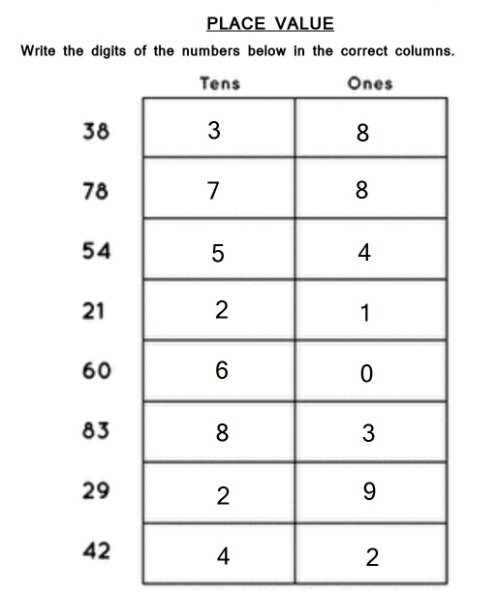 PLACE VALUE
Write the digits of the numbers below in the correct columns.
Tens Ones
38 3 8
78 7 8
54 5 4
21 2 1
60 6 0
83 8 3
29 2 9
42 4 2